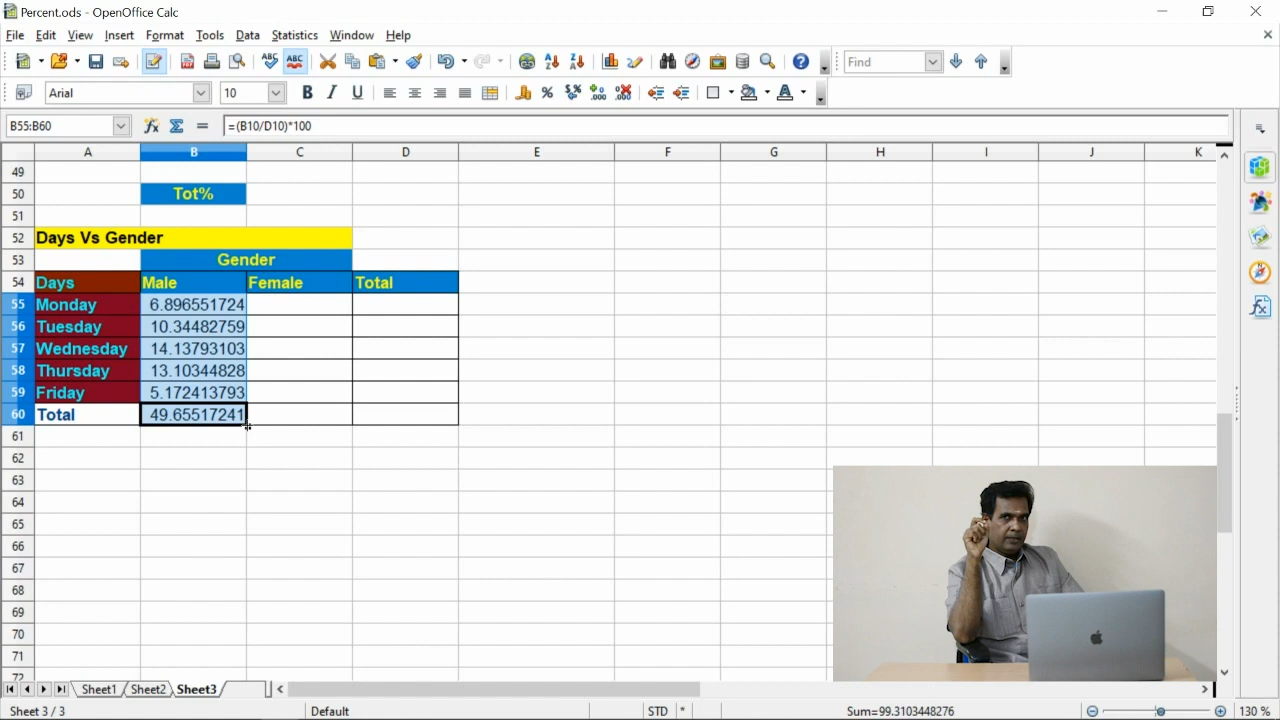 Percent.ods - OpenOffice Calc
File Edit View Insert Format Tools Data Statistics Window Help
ABC ABC Find
Arial 10 B I U
B55:B60 =(B10/D10)*100
A B C D E F G H I J K
49
50 Tot%
51
52 Days Vs Gender
53 Gender
54 Days Male Female Total
55 Monday 6.896551724
56 Tuesday 10.34482759
57 Wednesday 14.13793103
58 Thursday 13.10344828
59 Friday 5.172413793
60 Total 49.65517241
61
62
63
64
65
66
67
68
69
70
71
72
Sheet1 Sheet2 Sheet3
Sheet 3 / 3 Default STD * Sum=99.3103448276 130 %